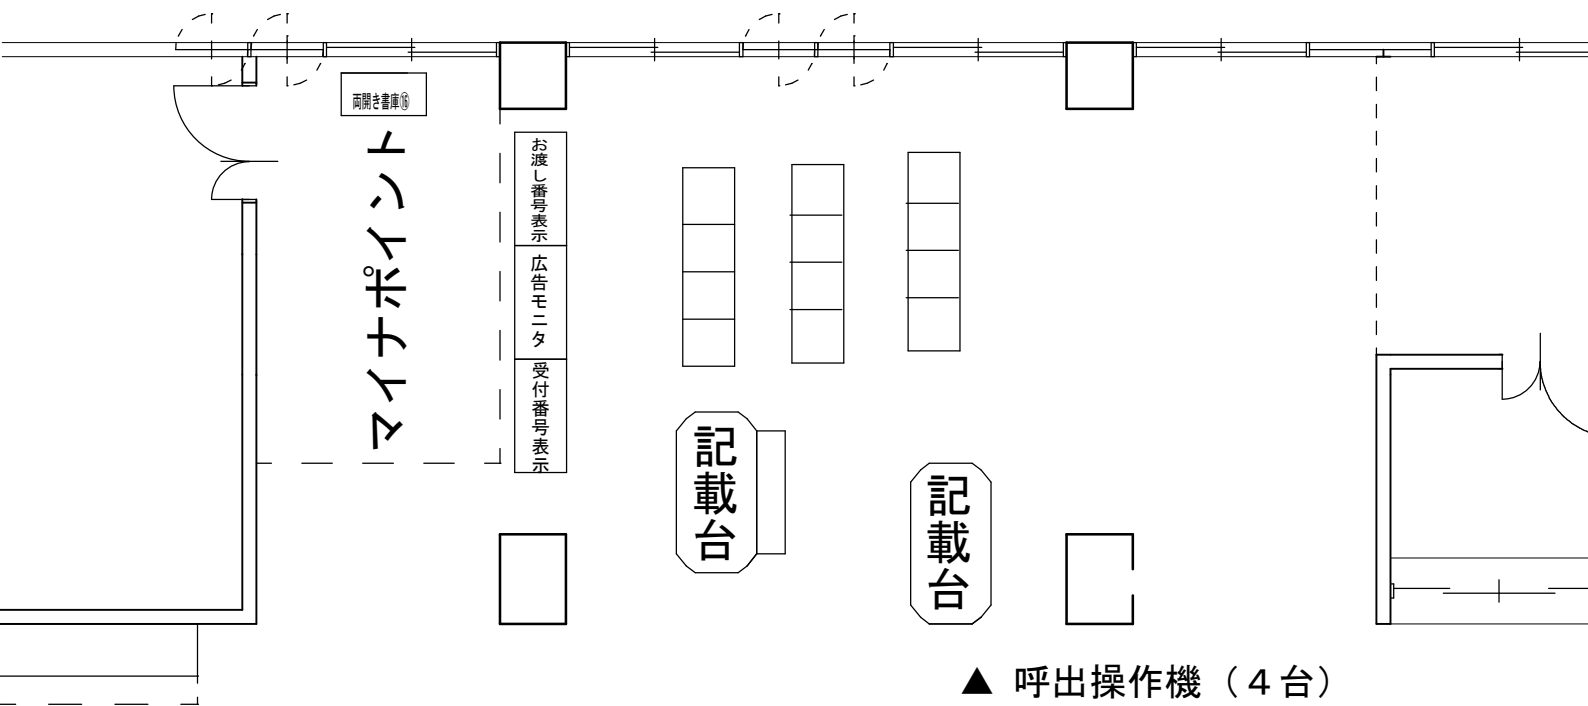 両開き書庫⑯
マイナポイント
お渡し番号表示
広告モニタ
受付番号表示
記載台
記載台
▲ 呼出操作機（４台）